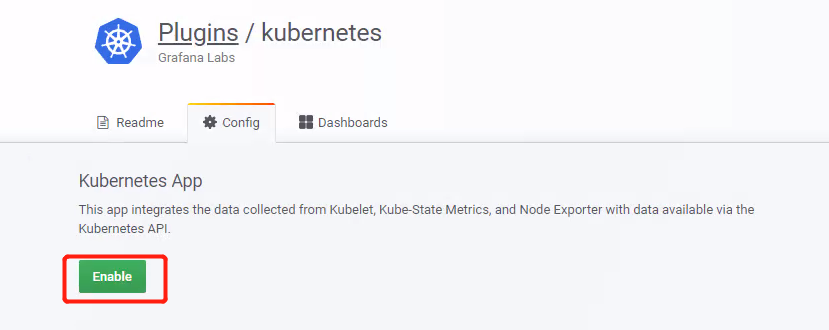 Plugins / kubernetes
Grafana Labs
Readme Config Dashboards
Kubernetes App
This app integrates the data collected from Kubelet, Kube-State Metrics, and Node Exporter with data available via the
Kubernetes API.
Enable